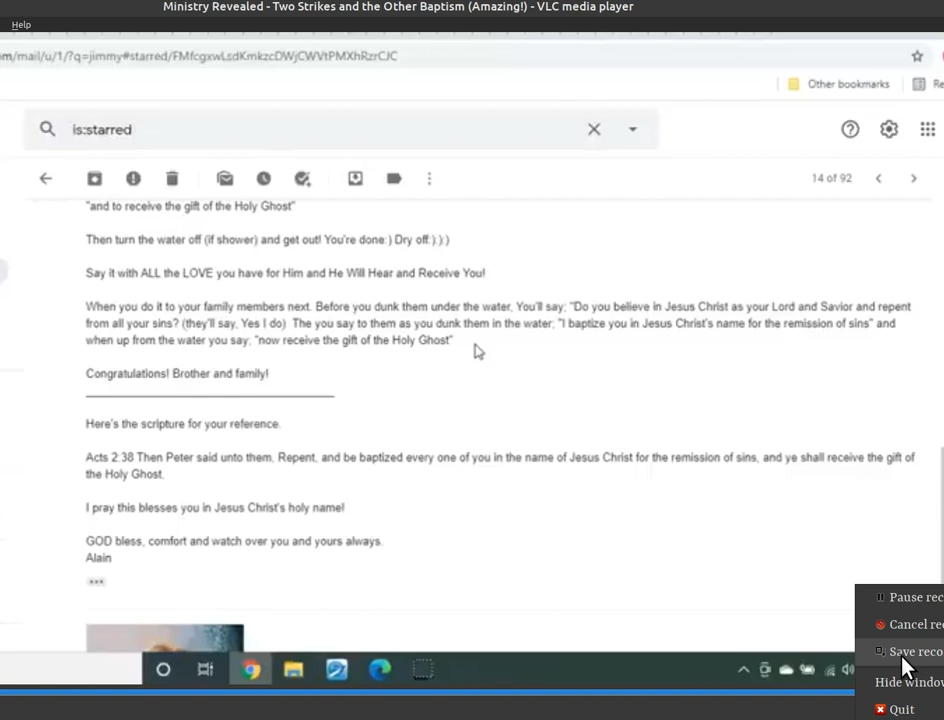 Ministry Revealed - Two Strikes and the Other Baptism (Amazing!) - VLC media player
Help
om/mail/u/1/?q=jimmy#starred/FMfcgxwLsdKmkzcDWjCWVtPMXhRzrCJC
Other bookmarks
Re
is:starred
14 of 92
"and to receive the gift of the Holy Ghost"
Then turn the water off (if shower) and get out! You're done:) Dry off:):):)
Say it with ALL the LOVE you have for Him and He Will Hear and Receive You!
When you do it to your family members next. Before you dunk them under the water, You'll say; "Do you believe in Jesus Christ as your Lord and Savior and repent
from all your sins? (they'll say, Yes I do) The you say to them as you dunk them in the water; "I baptize you in Jesus Christ's name for the remission of sins" and
when up from the water you say; "now receive the gift of the Holy Ghost"
Congratulations! Brother and family!
Here's the scripture for your reference.
Acts 2:38 Then Peter said unto them, Repent, and be baptized every one of you in the name of Jesus Christ for the remission of sins, and ye shall receive the gift of
the Holy Ghost.
I pray this blesses you in Jesus Christ's holy name!
GOD bless, comfort and watch over you and yours always.
Alain
Pause rec
Cancel rec
Save reco
Hide window
Quit